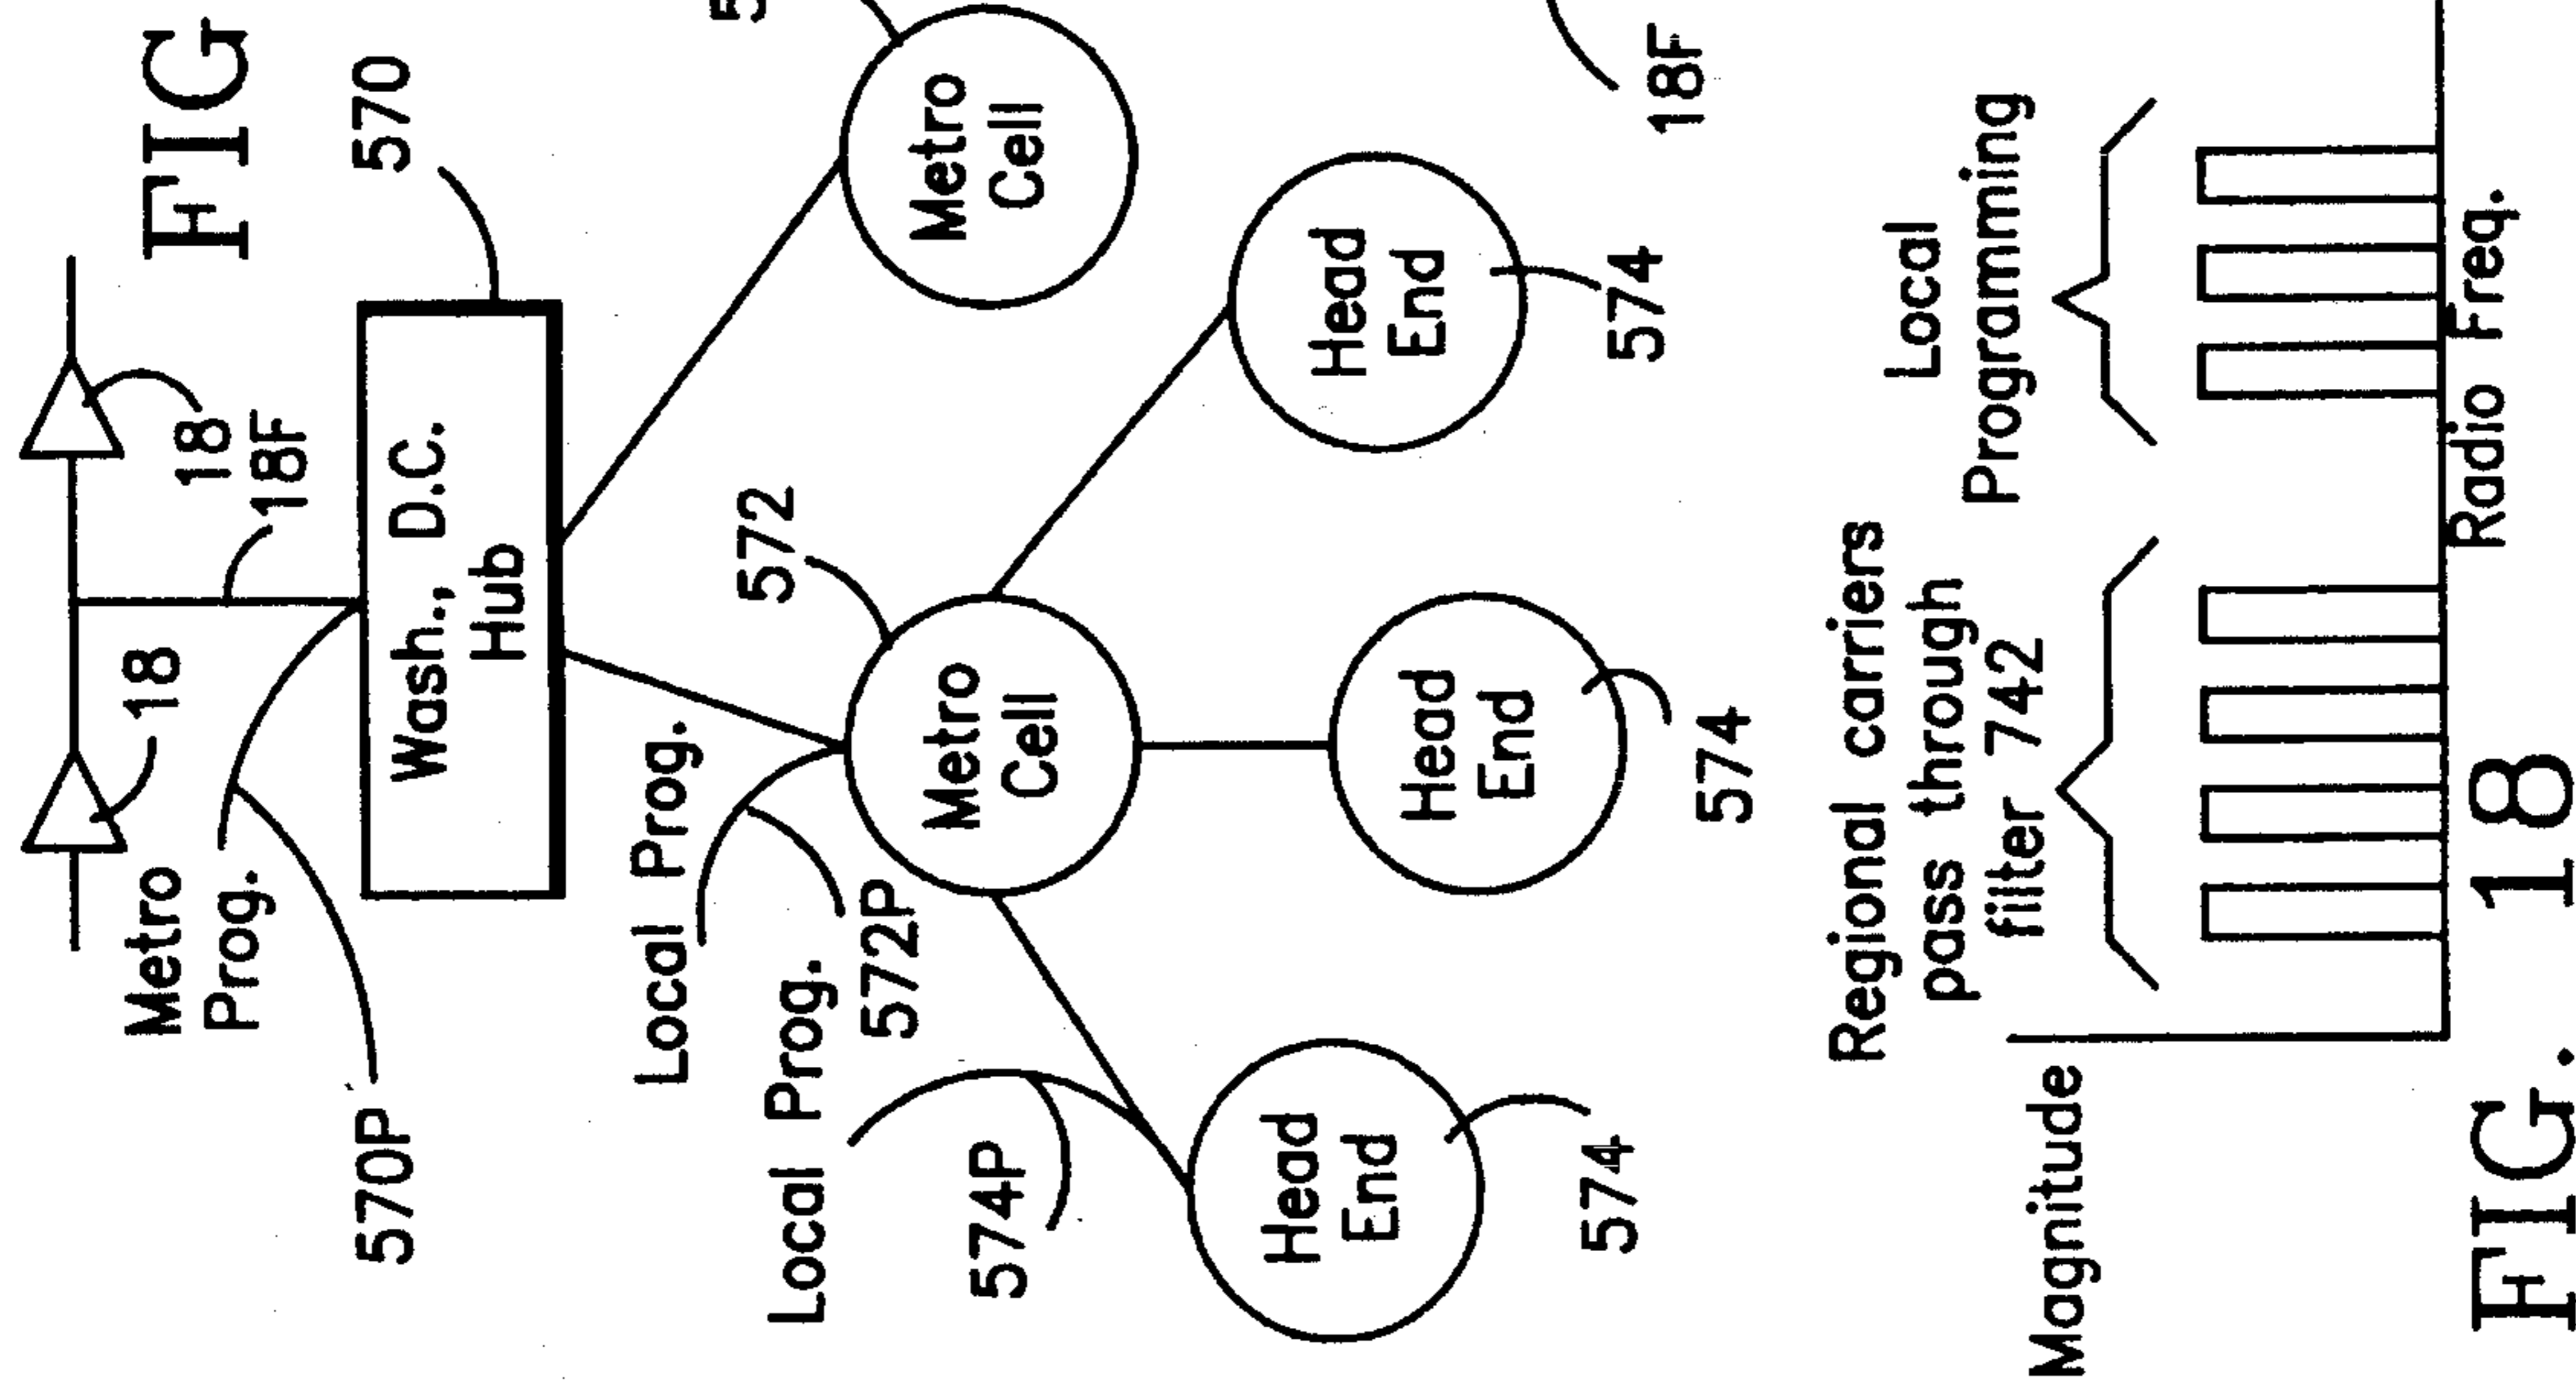 FIG
18
18
18F
Metro
Prog.
570P
Wash., D.C.
Hub
570
Local Prog.
572P
572
Metro
Cell
Metro
Cell
5
Local Prog.
574P
Head
End
574
Head
End
574
Head
End
574
18F
Regional carriers
pass through
filter 742
Local
Programming
Magnitude
Radio Freq.
FIG. 18